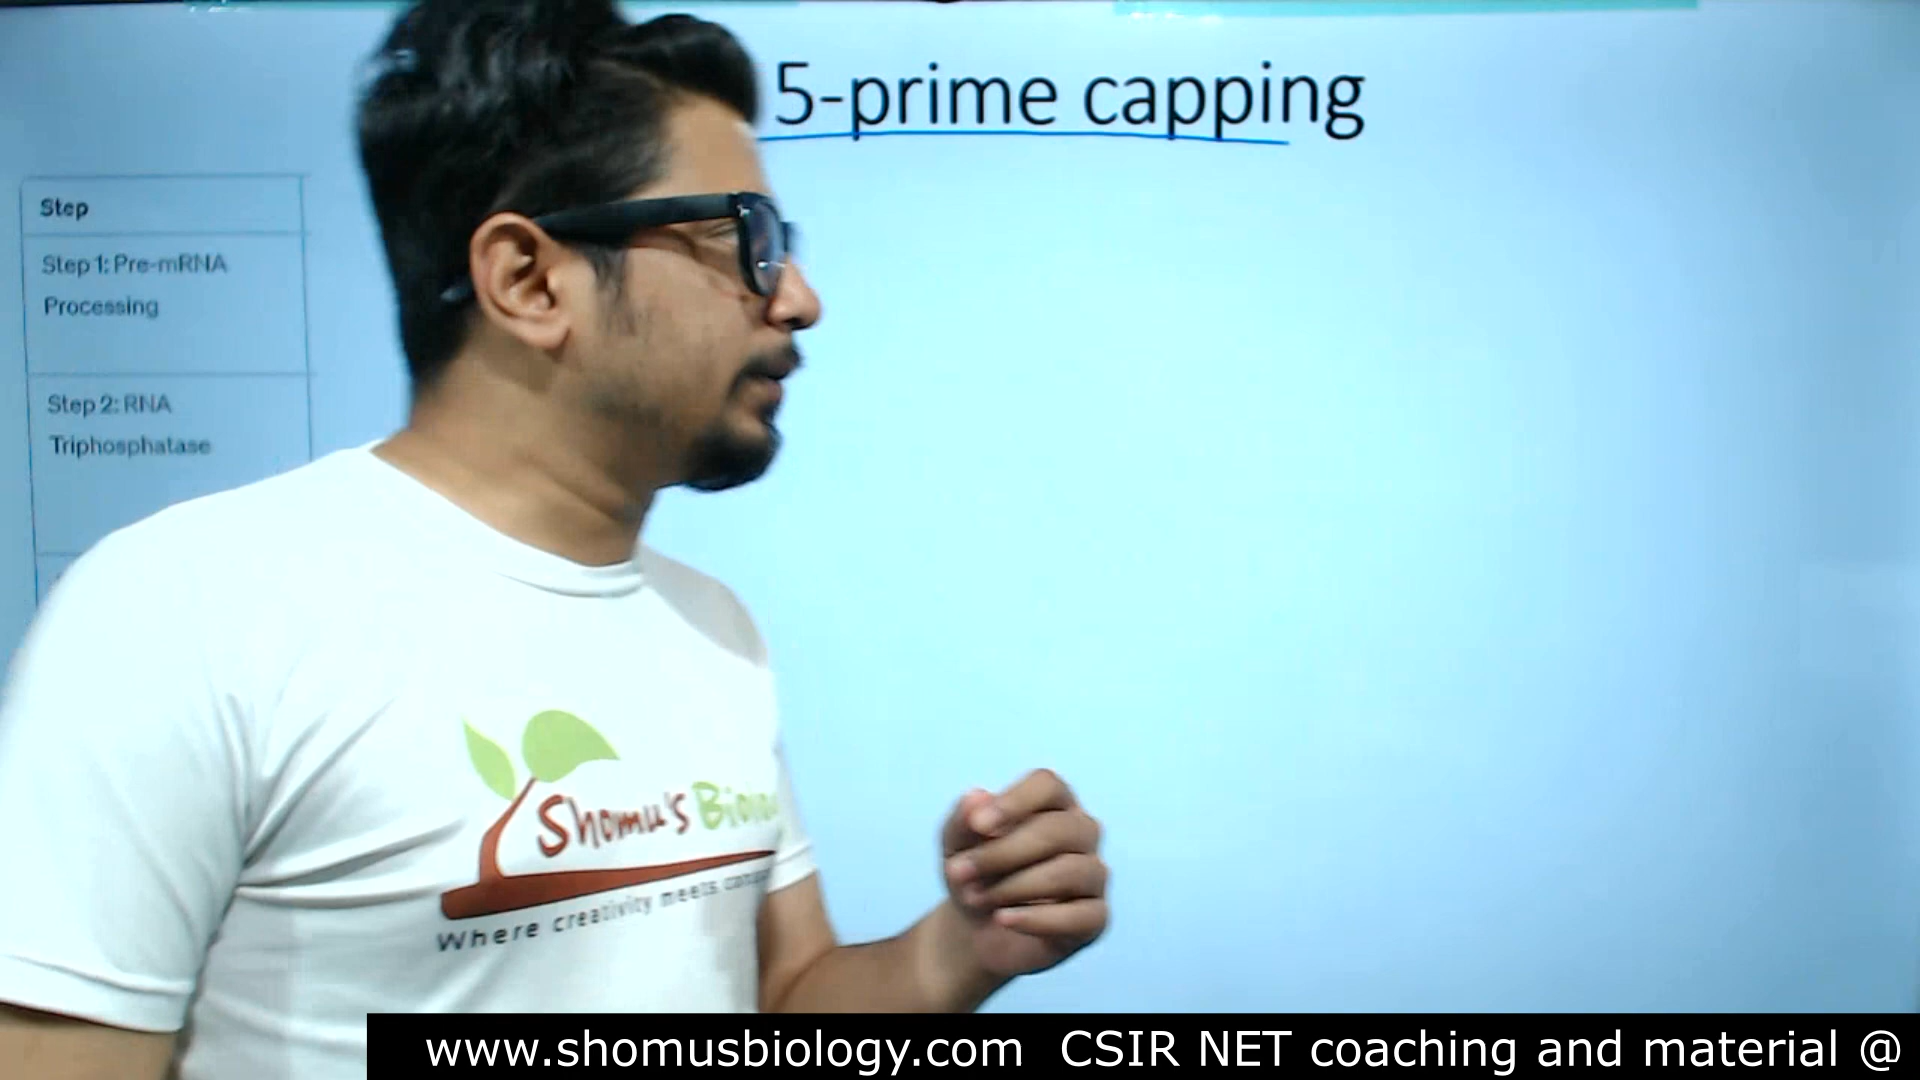 5-prime capping
Step
Step 1: Pre-mRNA
Processing
Step 2: RNA
Triphosphatase
Shomu's
Where creativity meets
www.shomusbiology.com CSIR NET coaching and material @